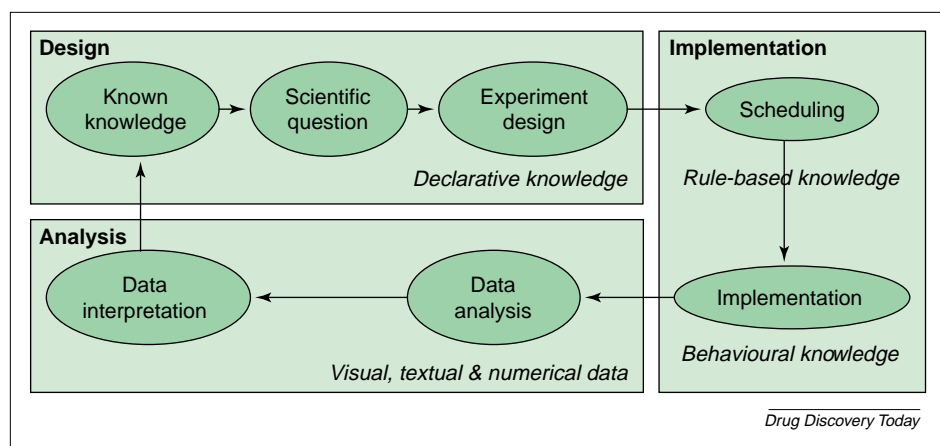 Design
Known
knowledge
Scientific
question
Experiment
design
Declarative knowledge
Implementation
Scheduling
Rule-based knowledge
Implementation
Behavioural knowledge
Analysis
Data
interpretation
Data
analysis
Visual, textual & numerical data
Drug Discovery Today